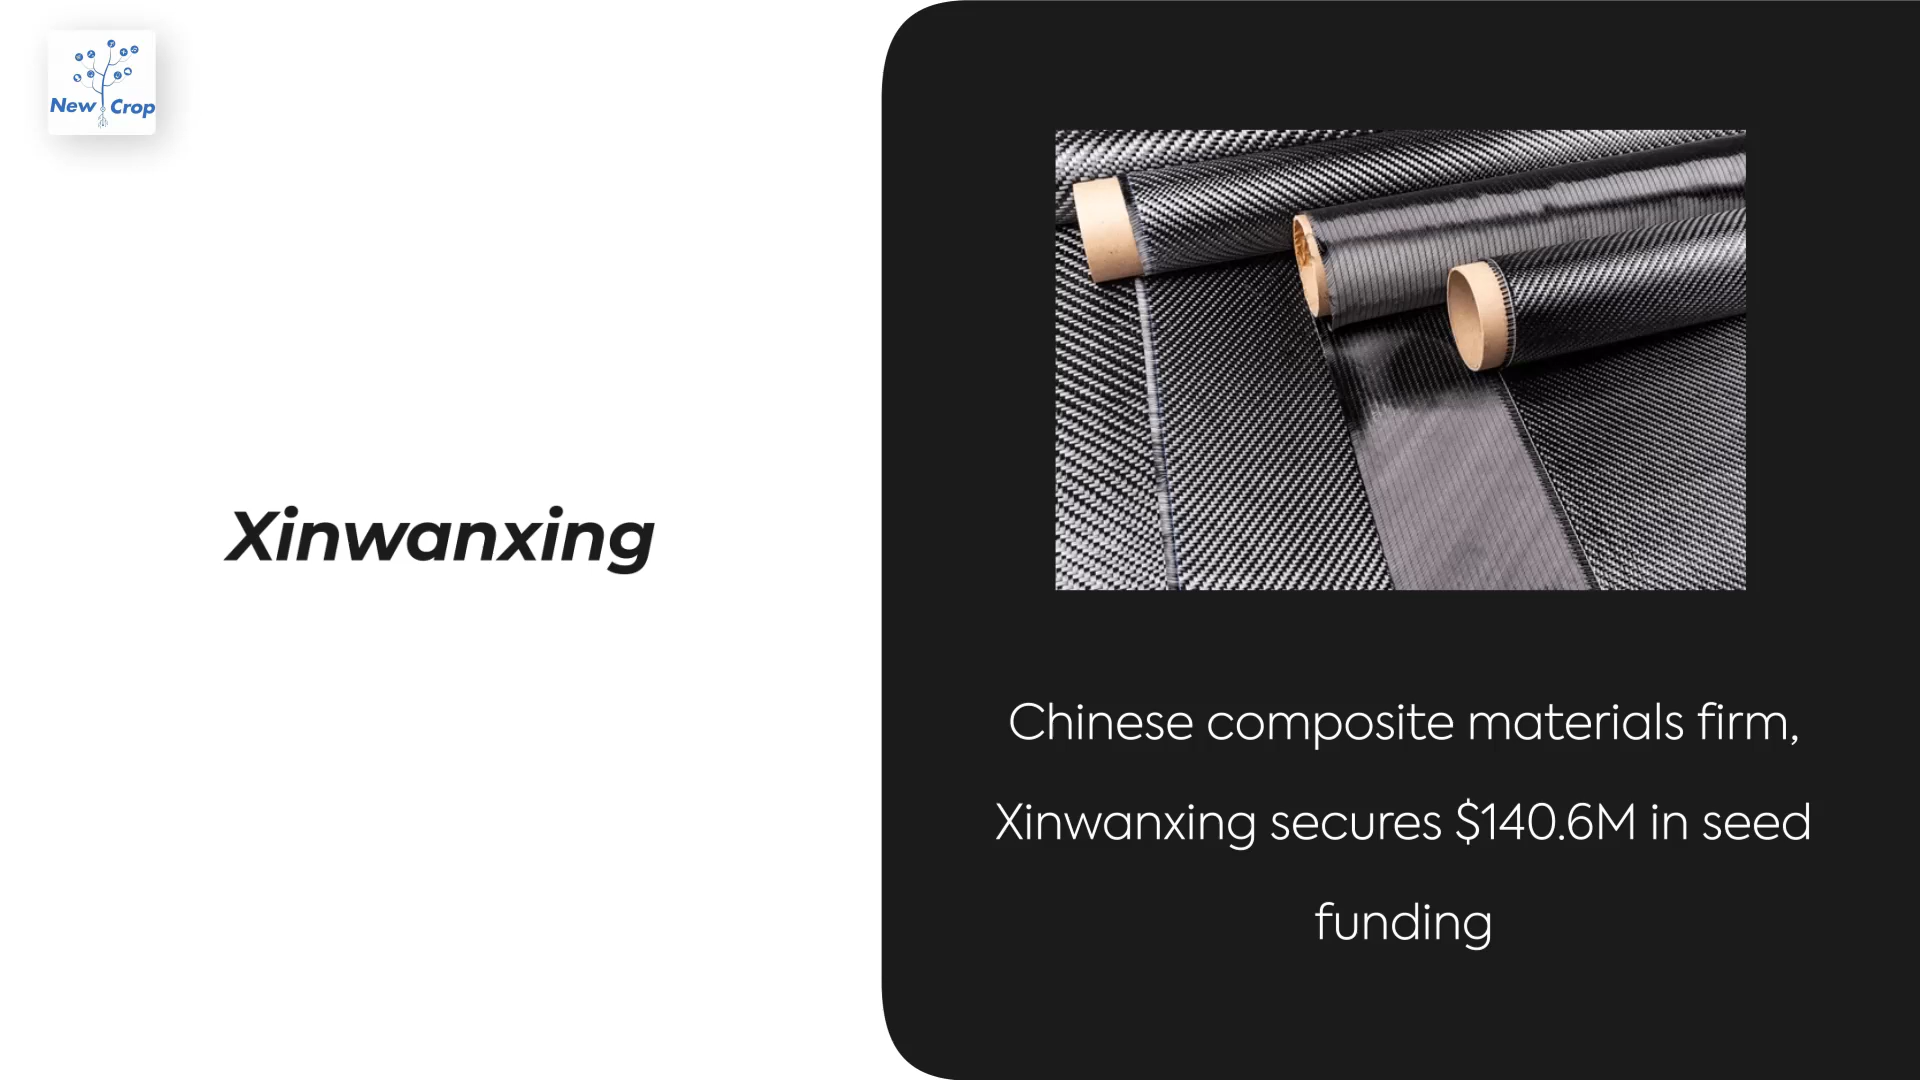 New Crop
Xinwanxing
Chinese composite materials firm,
Xinwanxing secures $140.6M in seed
funding